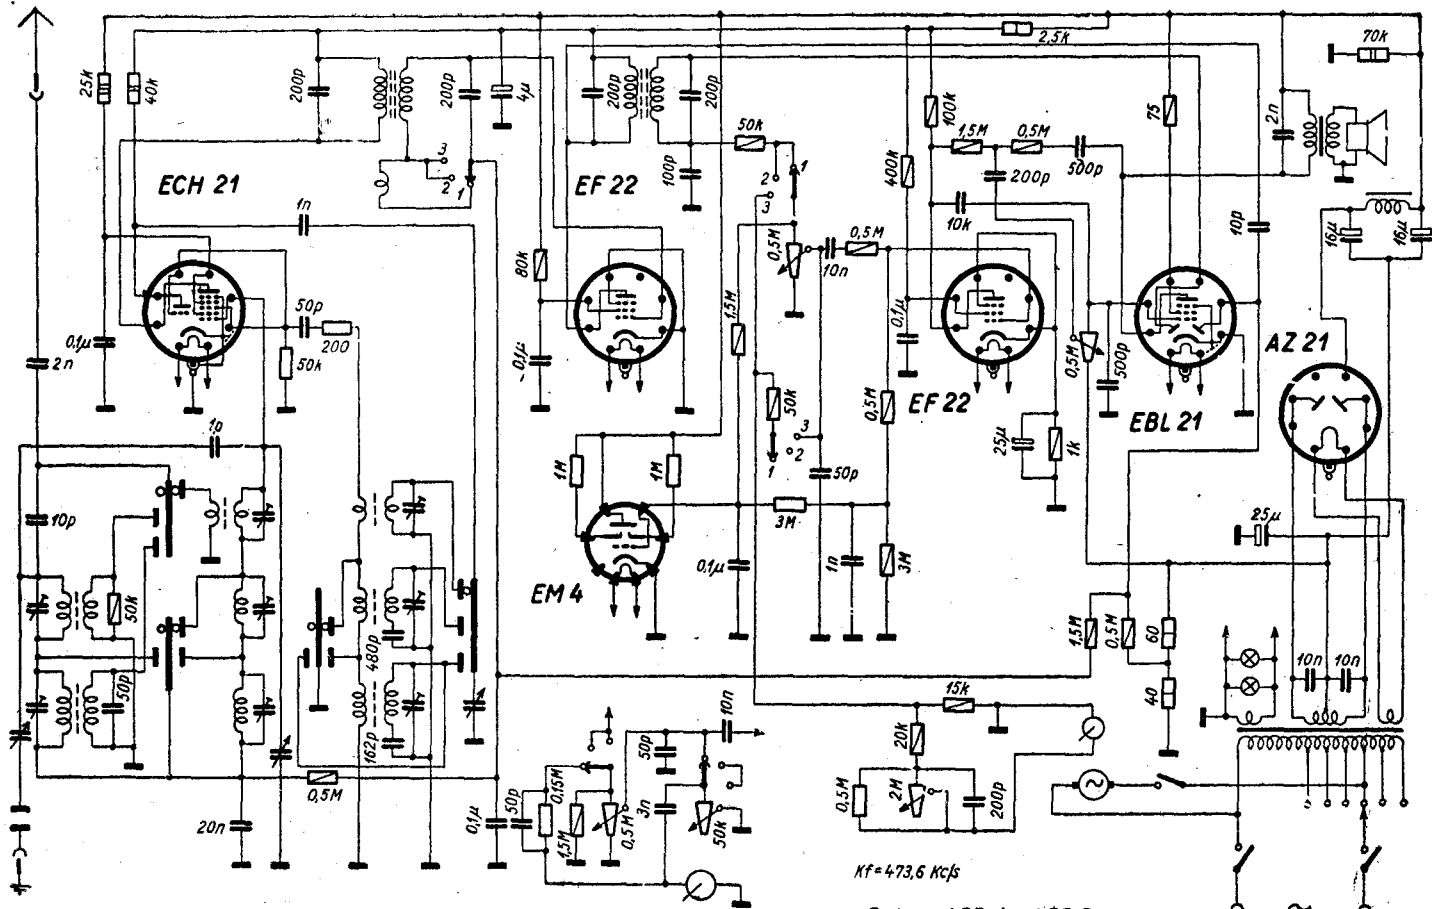 2,5k
70k
25k
40k
200p
200p
4μ
200p
200p
100k
75
2n
1,5M
0,5M
50k
400k
200p
500p
100p
3
2
1
1
2
3
ECH 21
EF 22
1n
10k
10p
16μ
16μ
0,5M
0,5M
10n
80k
50p
200
50k
0,1μ
2n
1,5M
0,1μ
0,1μ
0,5M
500p
AZ 21
EF 22
EBL 21
50k
0,5M
1p
3
2
1
25μ
1k
1M
1M
50p
10p
3M
25μ
EM 4
0,1μ
1n
3M
50k
480p
1,5M
0,5M
60
10n
10n
50p
40
162p
15k
10n
20k
50p
0,5M
0,15M
0,5M
2M
200p
20n
0,1μ
50p
1,5M
0,5M
3n
50k
Kf=473,6 Kc/s